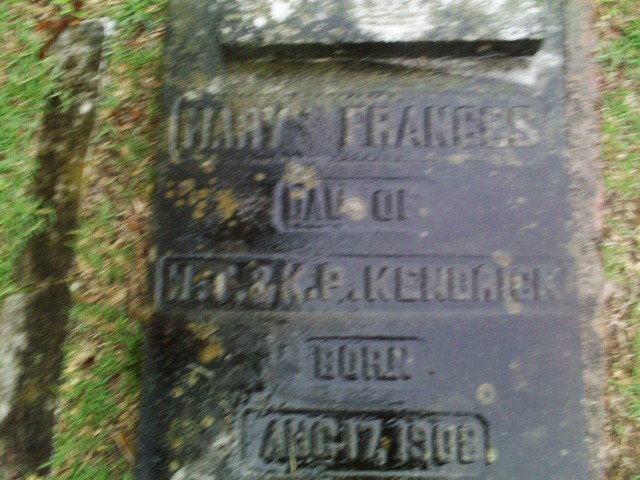 MARY FRANCES
DAU. OF
& K.P. KENDRICK
BORN
AUG. 17, 1908